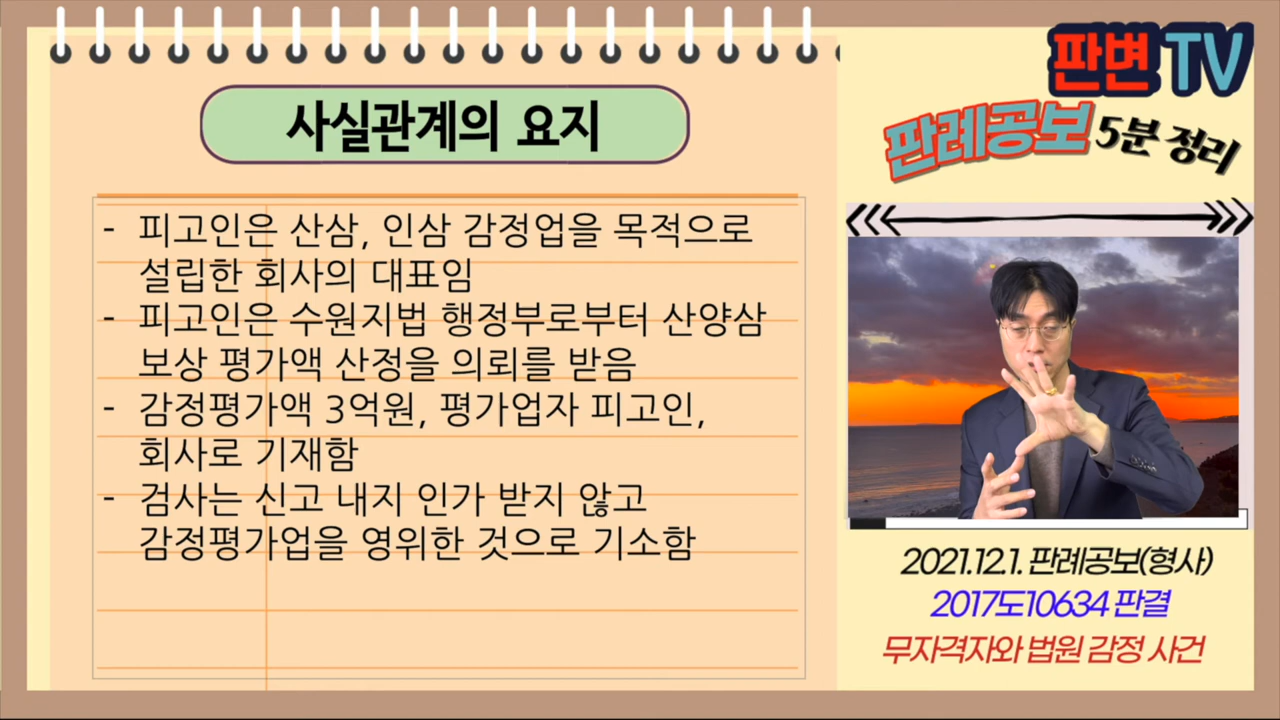 사실관계의 요지
- 피고인은 산삼, 인삼 감정업을 목적으로
설립한 회사의 대표임
- 피고인은 수원지법 행정부로부터 산양삼
보상 평가액 산정을 의뢰를 받음
- 감정평가액 3억원, 평가업자 피고인,
회사로 기재함
- 검사는 신고 내지 인가 받지 않고
감정평가업을 영위한 것으로 기소함
판변 TV
판례공보 5분 정리
2021.12.1. 판례공보(형사)
2017도10634 판결
무자격자와 법원 감정 사건